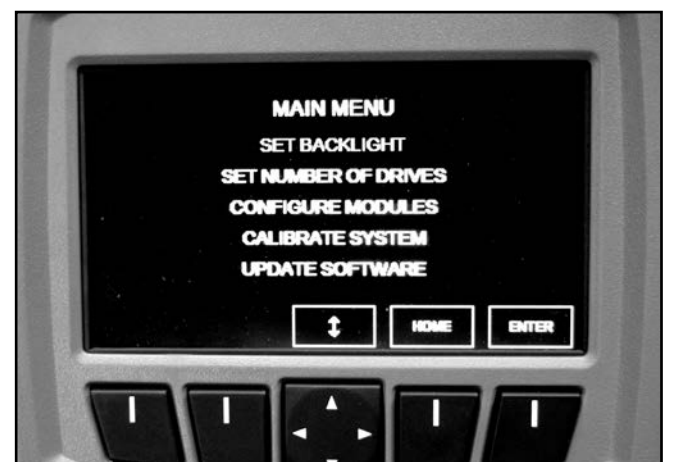 MAIN MENU
SET BACKLIGHT
SET NUMBER OF DRIVES
CONFIGURE MODULES
CALIBRATE SYSTEM
UPDATE SOFTWARE
HOME ENTER